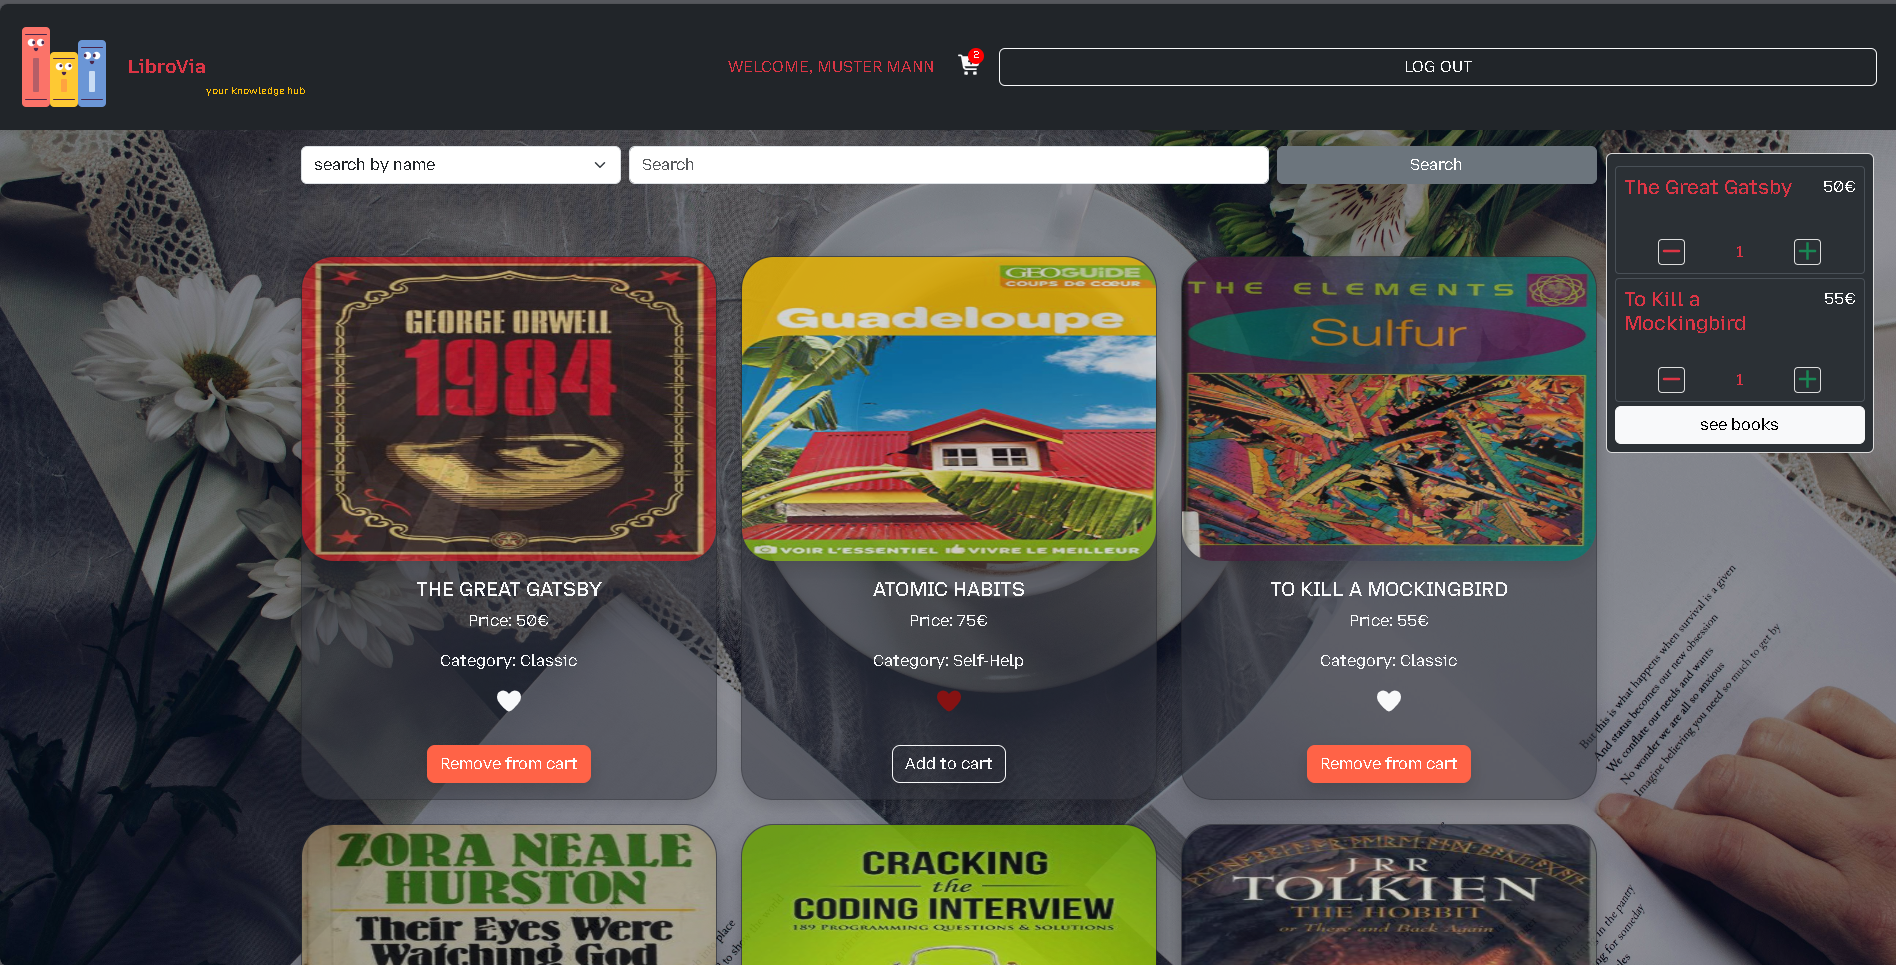 LibroVia
your knowledge hub
WELCOME, MUSTER MANN
2
LOG OUT
search by name
Search
Search
The Great Gatsby 50€
1
To Kill a
Mockingbird
55€
1
see books
GEORGE ORWELL
1984
THE GREAT GATSBY
Price: 50€
Category: Classic
Remove from cart
GEOGUIDE
COUPS DE CŒUR
Guadeloupe
VOIR L'ESSENTIEL VIVRE LE MEILLEUR
ATOMIC HABITS
Price: 75€
Category: Self-Help
Add to cart
THE ELEMENTS
Sulfur
TO KILL A MOCKINGBIRD
Price: 55€
Category: Classic
Remove from cart
But this is what happens when survival is a given
And status becomes our new obsession
We conflate our needs and wants
No wonder we are all so anxious
Imagine believing you need so much to get by
ZORA NEALE
HURSTON
Their Eyes Were
Watching God
CRACKING
the
CODING INTERVIEW
189 PROGRAMMING QUESTIONS & SOLUTIONS
JRR
TOLKIEN
THE HOBBIT
or There and Back Again
place
in the pantry
for someday